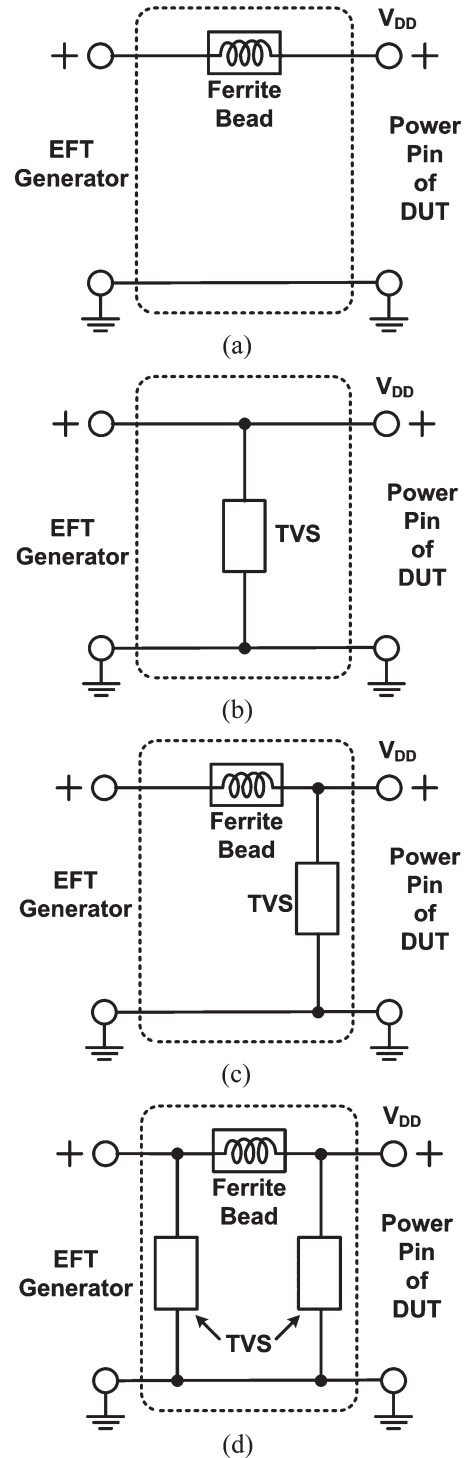 V_DD
+ +
Ferrite
Bead
EFT
Generator
Power
Pin
of
DUT
(a)
V_DD
+ +
TVS
EFT
Generator
Power
Pin
of
DUT
(b)
V_DD
+ +
Ferrite
Bead
EFT
Generator
TVS
Power
Pin
of
DUT
(c)
V_DD
+ +
Ferrite
Bead
EFT
Generator
TVS
Power
Pin
of
DUT
(d)